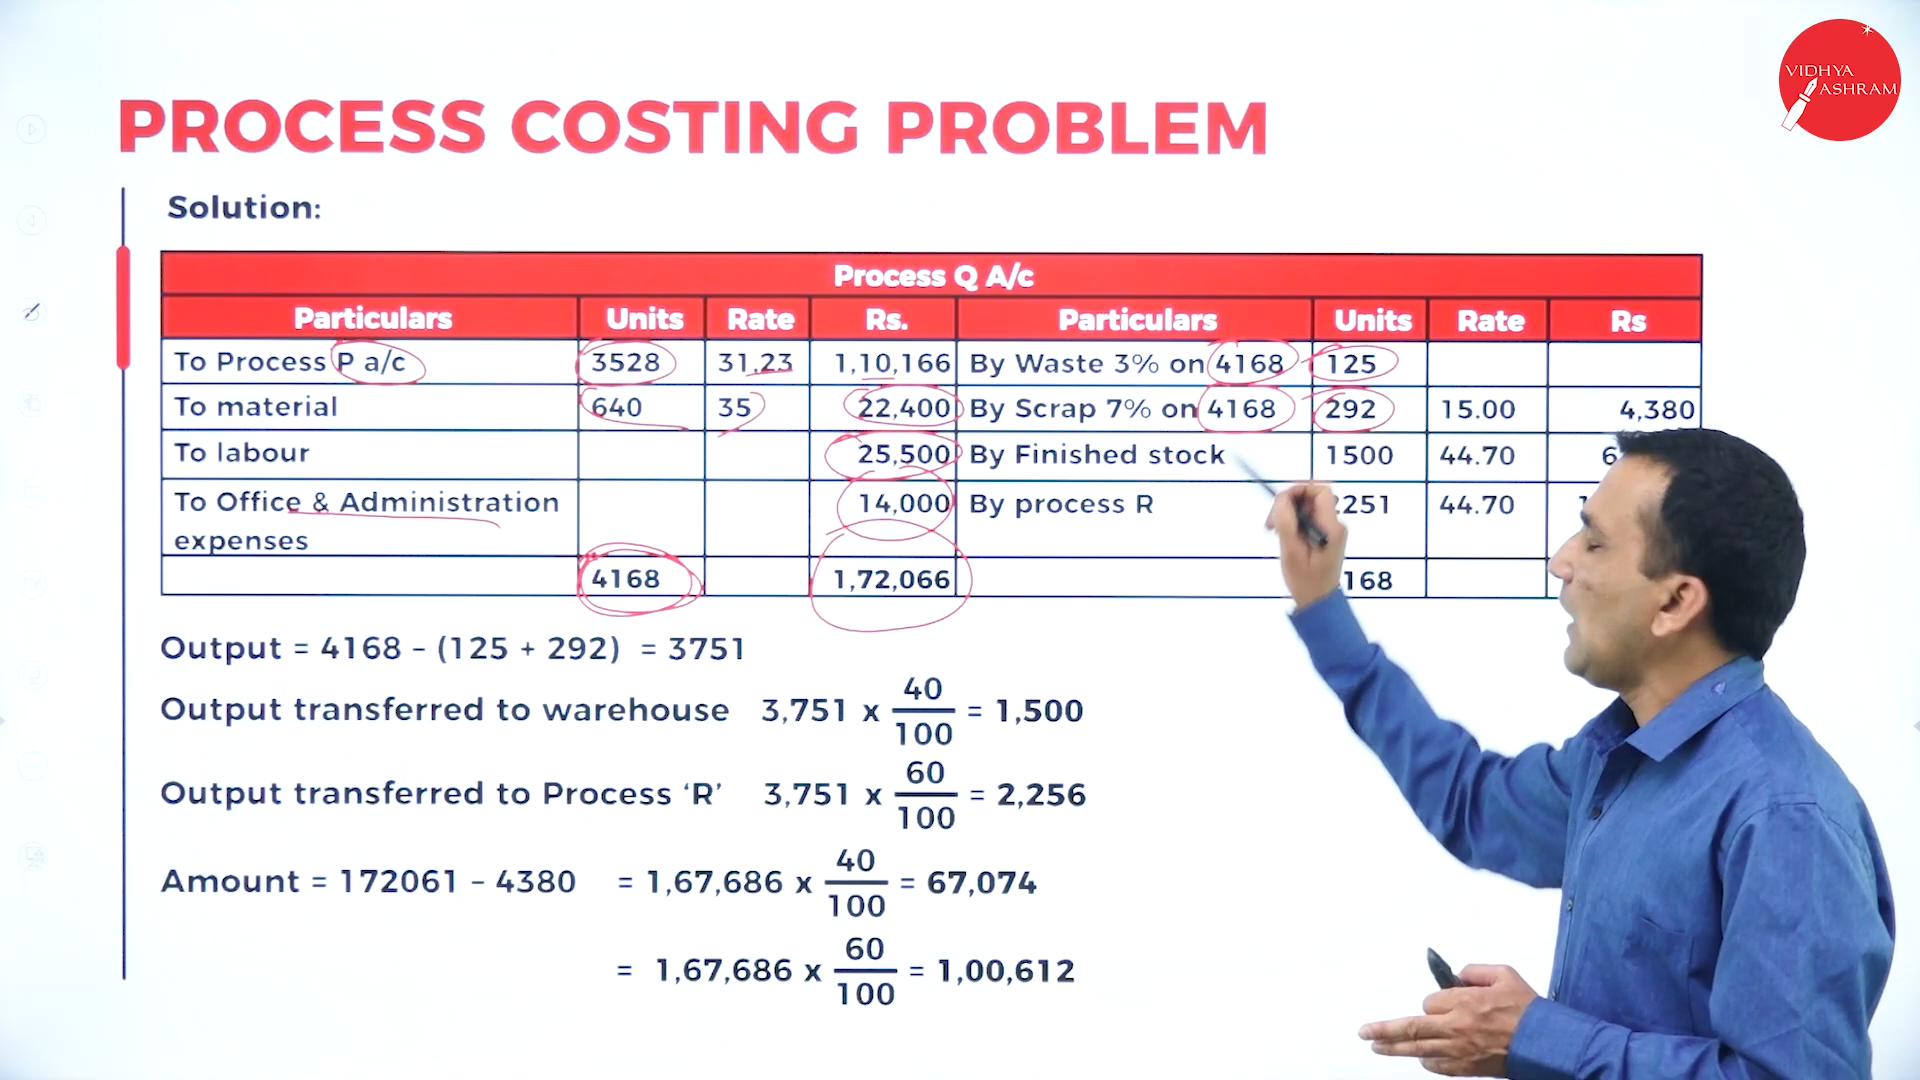 VIDHYA
ASHRAM
PROCESS COSTING PROBLEM
Solution:
Process Q A/c
Particulars Units Rate Rs. Particulars Units Rate Rs
To Process P a/c 3528 31.23 1,10,166 By Waste 3% on 4168 125
To material 640 35 22,400 By Scrap 7% on 4168 292 15.00 4,380
To labour 25,500 By Finished stock 1500 44.70
To Office & Administration 14,000 By process R 44.70
expenses
4168 1,72,066
Output = 4168 – (125 + 292) = 3751
Output transferred to warehouse 3,751 x 40/100 = 1,500
Output transferred to Process ‘R’ 3,751 x 60/100 = 2,256
Amount = 172061 – 4380 = 1,67,686 x 40/100 = 67,074
= 1,67,686 x 60/100 = 1,00,612